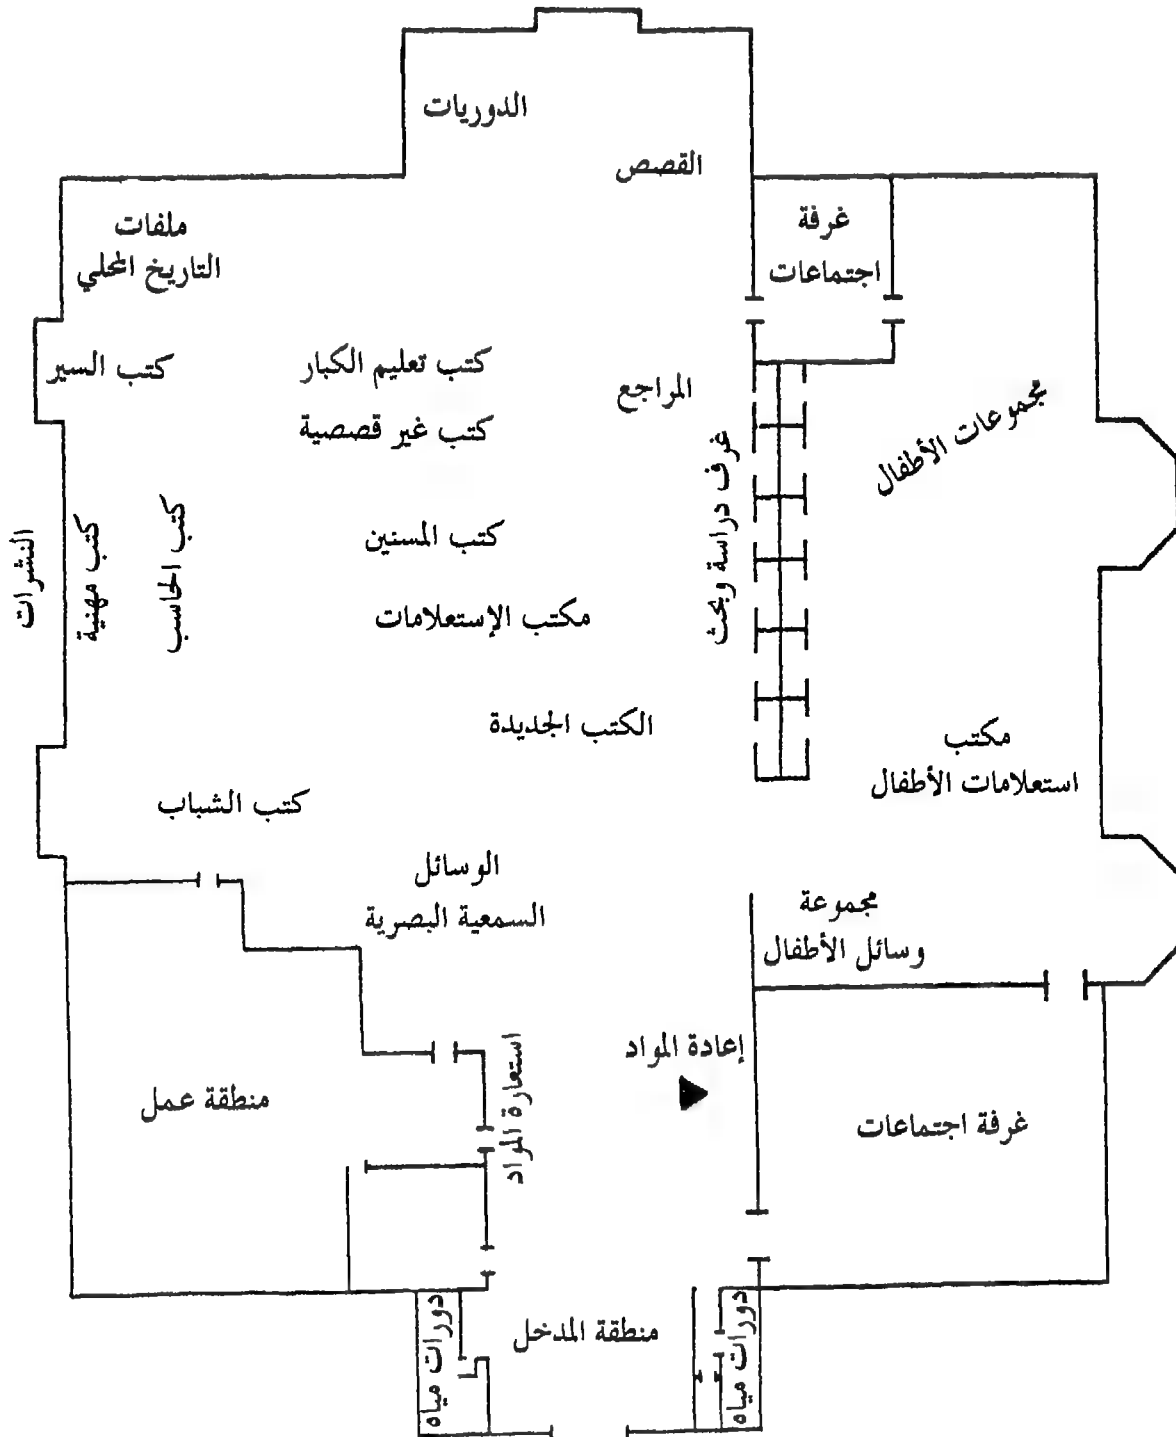 الدوريات
القصص
غرفة
اجتماعات
ملفات
التاريخ المحلي
كتب السير
كتب تعليم الكبار
المراجع
كتب غير قصصية
مجموعات الأطفال
غرف دراسة وبحث
النشرات
كتب مهنية
كتب الحاسب
كتب المسنين
مكتب الإستعلامات
الكتب الجديدة
مكتب
استعلامات الأطفال
كتب الشباب
الوسائل
السمعية البصرية
مجموعة
وسائل الأطفال
إعادة المواد
استعارة المواد
منطقة عمل
غرفة اجتماعات
دورات مياه
منطقة المدخل
دورات مياه